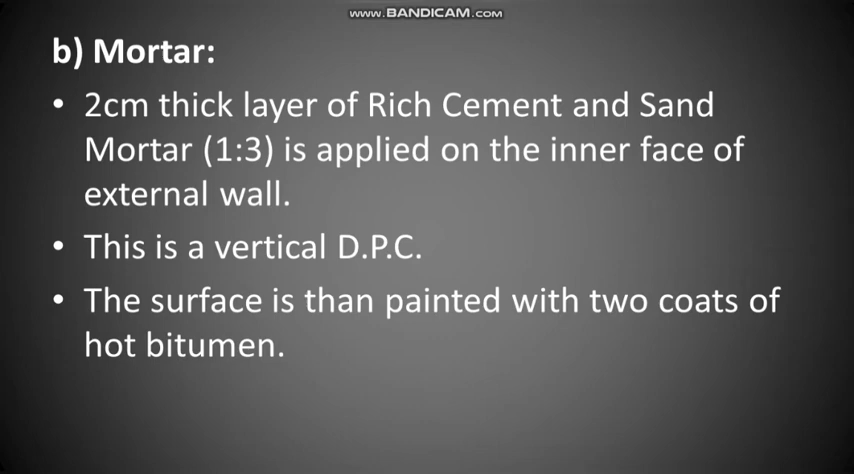 www.BANDICAM.com
b) Mortar:
• 2cm thick layer of Rich Cement and Sand
Mortar (1:3) is applied on the inner face of
external wall.
• This is a vertical D.P.C.
• The surface is than painted with two coats of
hot bitumen.